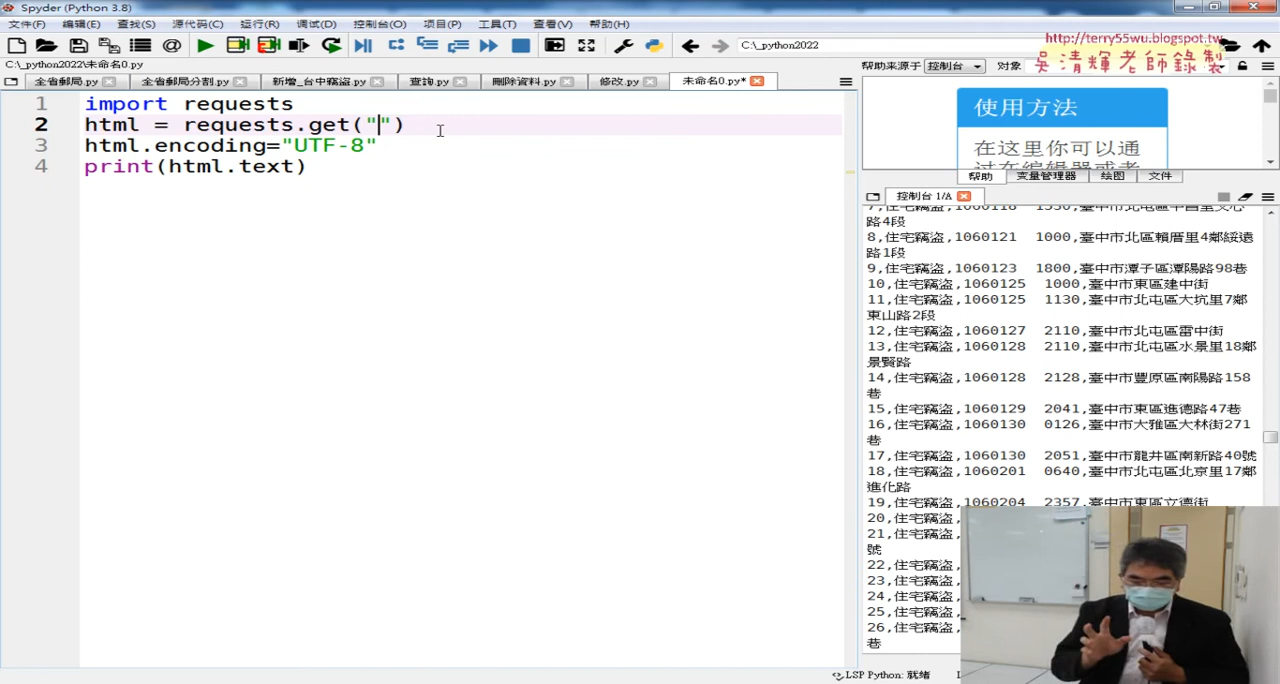 Spyder (Python 3.8)
文件(F) 编辑(E) 查找(S) 源代码(C) 运行(R) 调试(D) 控制台(O) 项目(P) 工具(T) 查看(V) 帮助(H)
C:\_python2022
http://terry55wu.blogspot.tw
吳清輝老師錄製
C:\_python2022\未命名0.py
全省郵局.py 全省郵局分割.py 新增_台中竊盜.py 查詢.py 刪除資料.py 修改.py 未命名0.py*
帮助来源于 控制台 对象
1 import requests
2 html = requests.get("")
3 html.encoding="UTF-8"
4 print(html.text)
使用方法
在这里你可以通
帮助 变量管理器 绘图 文件
控制台 1/A
路4段
8,住宅竊盜,1060121 1000,臺中市北區賴厝里4鄰綏遠
路1段
9,住宅竊盜,1060123 1800,臺中市潭子區潭陽路98巷
10,住宅竊盜,1060125 1000,臺中市東區建中街
11,住宅竊盜,1060125 1130,臺中市北屯區大坑里7鄰
東山路2段
12,住宅竊盜,1060127 2110,臺中市北屯區雷中街
13,住宅竊盜,1060128 2110,臺中市北屯區水景里18鄰
景賢路
14,住宅竊盜,1060128 2128,臺中市豐原區南陽路158
巷
15,住宅竊盜,1060129 2041,臺中市東區進德路47巷
16,住宅竊盜,1060130 0126,臺中市大雅區大林街271
巷
17,住宅竊盜,1060130 2051,臺中市龍井區南新路40號
18,住宅竊盜,1060201 0640,臺中市北屯區北京里17鄰
進化路
19,住宅竊盜,1060204 2357,臺中市東區立德街
20,住宅竊盜,
21,住宅竊盜,
號
22,住宅竊盜,
23,住宅竊盜,
24,住宅竊盜,
25,住宅竊盜,
26,住宅竊盜,
巷
LSP Python: 就绪